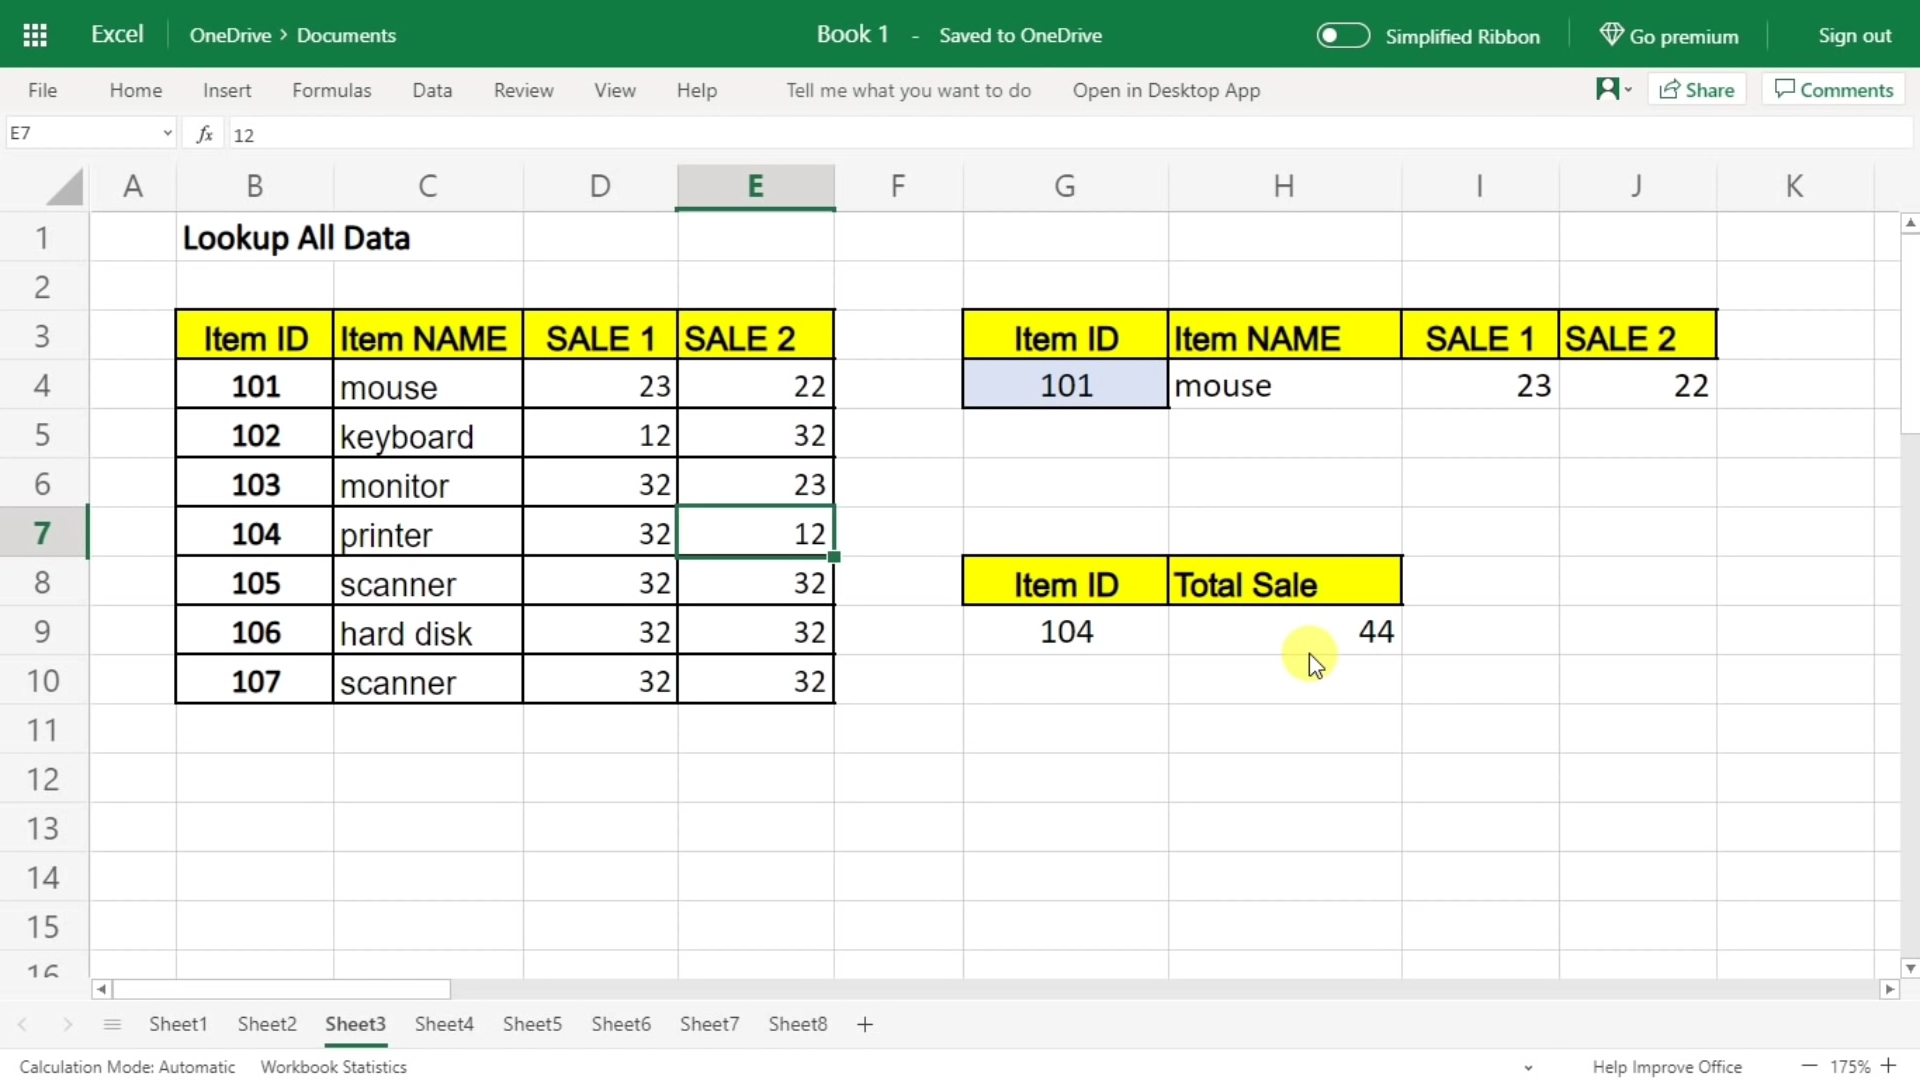 Excel OneDrive > Documents Book 1 - Saved to OneDrive Simplified Ribbon Go premium Sign out
File Home Insert Formulas Data Review View Help Tell me what you want to do Open in Desktop App Share Comments
E7 fx 12
A B C D E F G H I J K
1 Lookup All Data
2
3 Item ID Item NAME SALE 1 SALE 2 Item ID Item NAME SALE 1 SALE 2
4 101 mouse 23 22 101 mouse 23 22
5 102 keyboard 12 32
6 103 monitor 32 23
7 104 printer 32 12
8 105 scanner 32 32 Item ID Total Sale
9 106 hard disk 32 32 104 44
10 107 scanner 32 32
11
12
13
14
15
16
Sheet1 Sheet2 Sheet3 Sheet4 Sheet5 Sheet6 Sheet7 Sheet8 +
Calculation Mode: Automatic Workbook Statistics Help Improve Office — 175% +